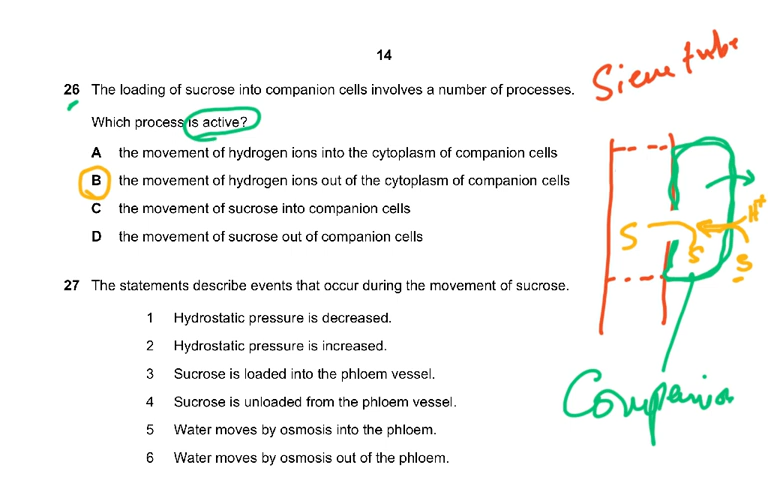 14
26 The loading of sucrose into companion cells involves a number of processes.
Which process is active?
A the movement of hydrogen ions into the cytoplasm of companion cells
B the movement of hydrogen ions out of the cytoplasm of companion cells
C the movement of sucrose into companion cells
D the movement of sucrose out of companion cells
27 The statements describe events that occur during the movement of sucrose.
1 Hydrostatic pressure is decreased.
2 Hydrostatic pressure is increased.
3 Sucrose is loaded into the phloem vessel.
4 Sucrose is unloaded from the phloem vessel.
5 Water moves by osmosis into the phloem.
6 Water moves by osmosis out of the phloem.
Sieve tube
H+
S
S
S
Companion